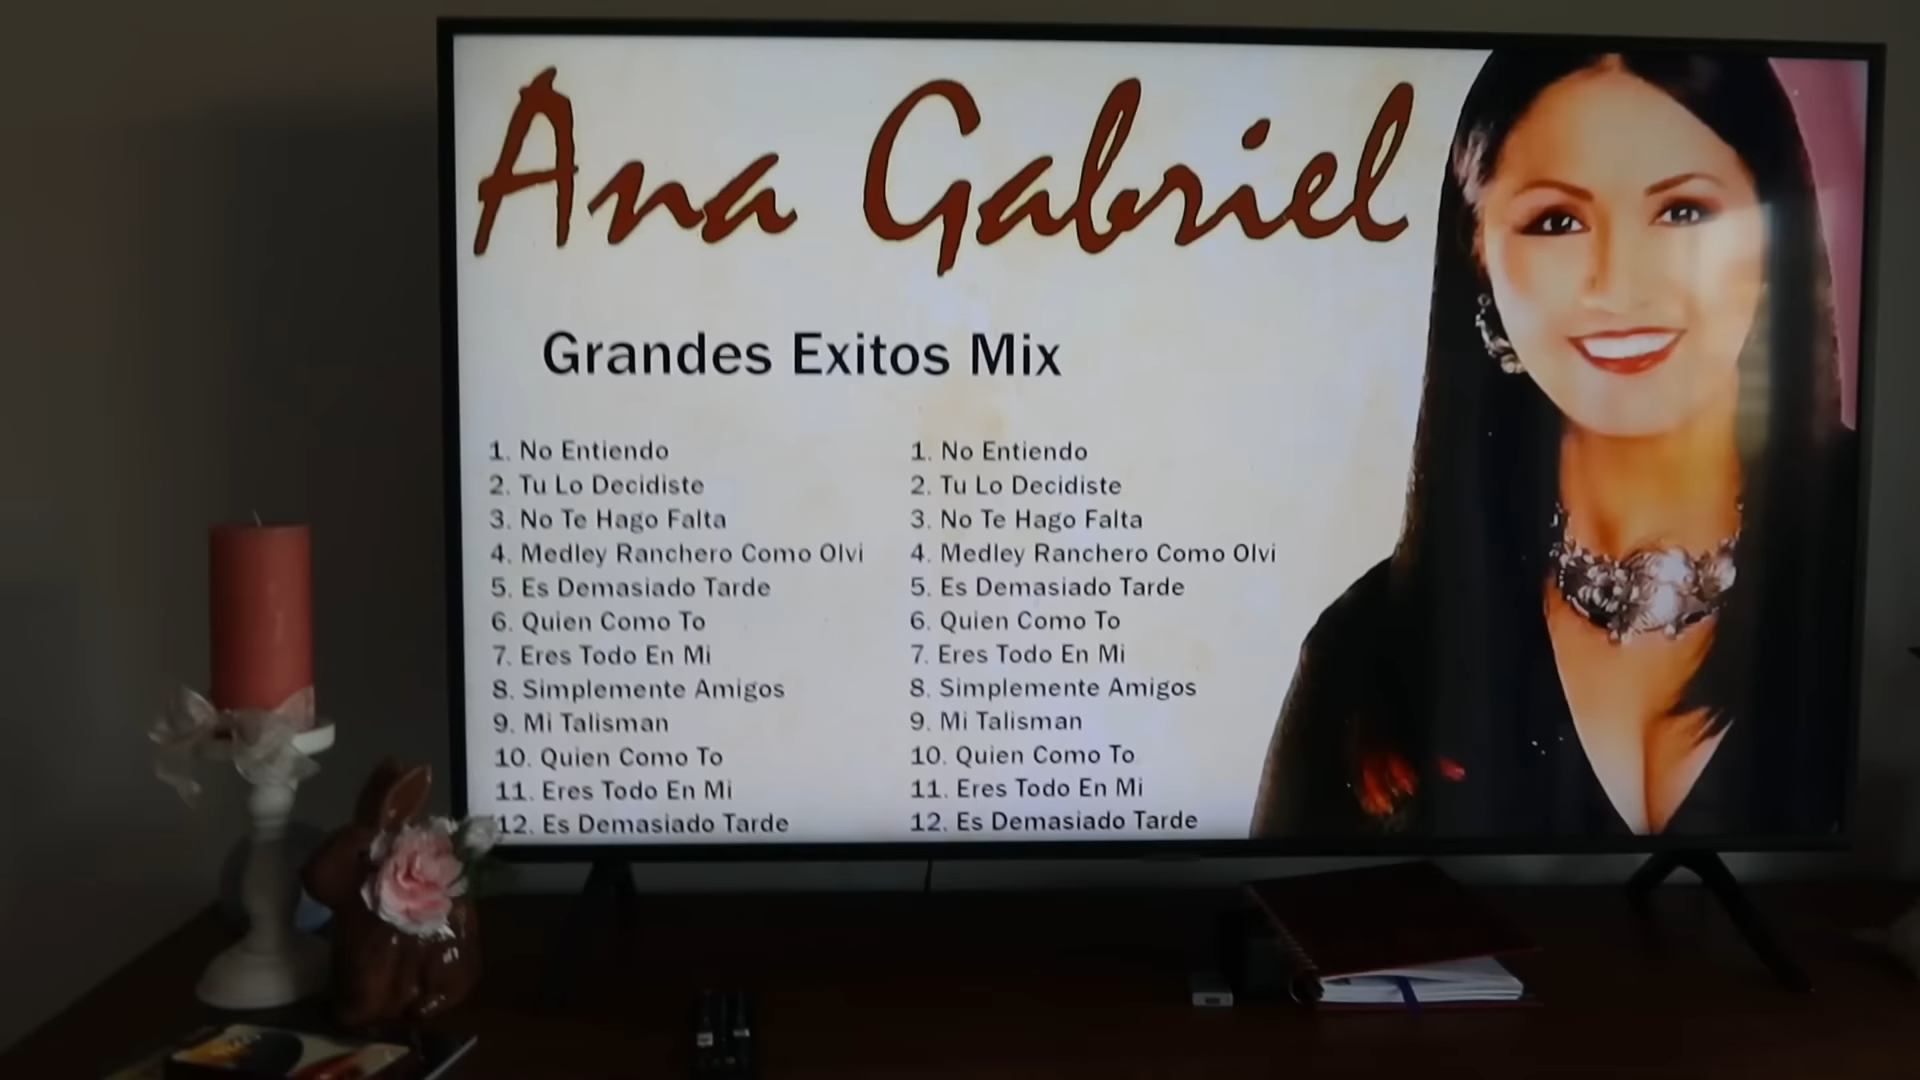 Ana Gabriel
Grandes Exitos Mix
1. No Entiendo
2. Tu Lo Decidiste
3. No Te Hago Falta
4. Medley Ranchero Como Olvi
5. Es Demasiado Tarde
6. Quien Como To
7. Eres Todo En Mi
8. Simplemente Amigos
9. Mi Talisman
10. Quien Como To
11. Eres Todo En Mi
12. Es Demasiado Tarde
1. No Entiendo
2. Tu Lo Decidiste
3. No Te Hago Falta
4. Medley Ranchero Como Olvi
5. Es Demasiado Tarde
6. Quien Como To
7. Eres Todo En Mi
8. Simplemente Amigos
9. Mi Talisman
10. Quien Como To
11. Eres Todo En Mi
12. Es Demasiado Tarde